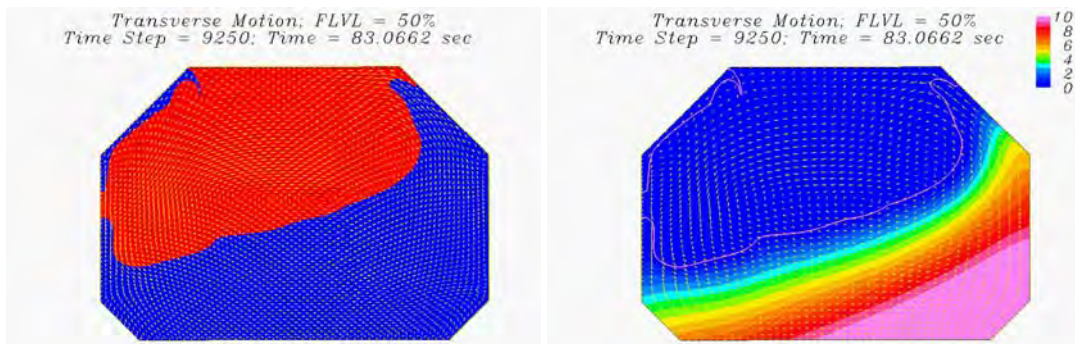 Transverse Motion; FLVL = 50%
Time Step = 9250; Time = 83.0662 sec
Transverse Motion; FLVL = 50%
Time Step = 9250; Time = 83.0662 sec
10
8
6
4
2
0